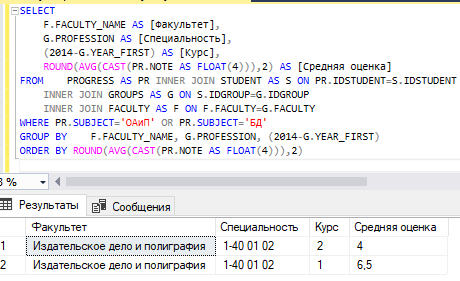 SELECT
F.FACULTY_NAME AS [Факультет],
G.PROFESSION AS [Специальность],
(2014-G.YEAR_FIRST) AS [Курс],
ROUND(AVG(CAST(PR.NOTE AS FLOAT(4))),2) AS [Средняя оценка]
FROM PROGRESS AS PR INNER JOIN STUDENT AS S ON PR.IDSTUDENT=S.IDSTUDENT
INNER JOIN GROUPS AS G ON S.IDGROUP=G.IDGROUP
INNER JOIN FACULTY AS F ON F.FACULTY=G.FACULTY
WHERE PR.SUBJECT='ОАиП' OR PR.SUBJECT='БД'
GROUP BY F.FACULTY_NAME, G.PROFESSION, (2014-G.YEAR_FIRST)
ORDER BY ROUND(AVG(CAST(PR.NOTE AS FLOAT(4))),2)
%
Результаты Сообщения
Факультет Специальность Курс Средняя оценка
1 Издательское дело и полиграфия 1-40 01 02 2 4
2 Издательское дело и полиграфия 1-40 01 02 1 6,5